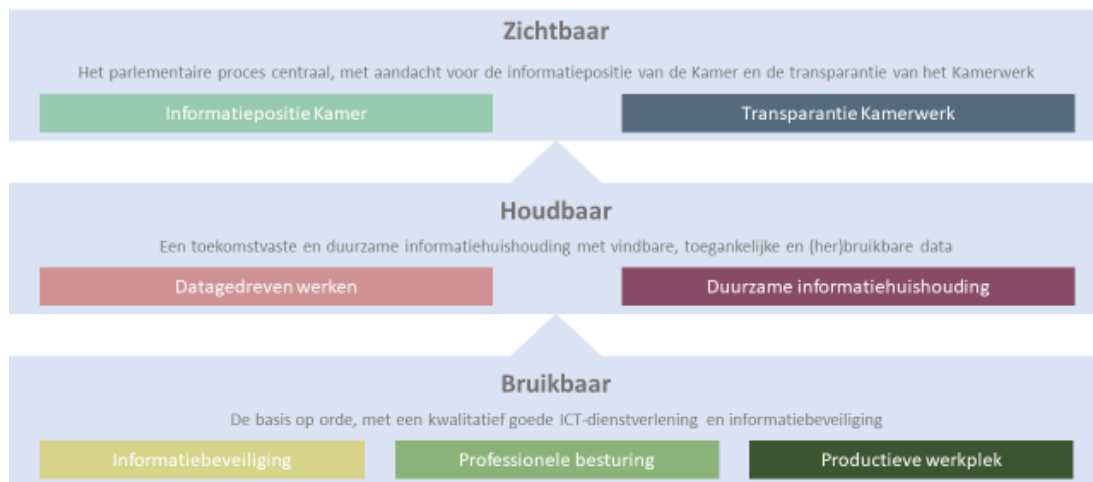 Zichtbaar
Het parlementaire proces centraal, met aandacht voor de informatiepositie van de Kamer en de transparantie van het Kamerwerk
Informatiepositie Kamer
Transparantie Kamerwerk
Houdbaar
Een toekomstvaste en duurzame informatiehuishouding met vindbare, toegankelijke en (her)bruikbare data
Datagedreven werken
Duurzame informatiehuishouding
Bruikbaar
De basis op orde, met een kwalitatief goede ICT-dienstverlening en informatiebeveiliging
Informatiebeveiliging
Professionele besturing
Productieve werkplek